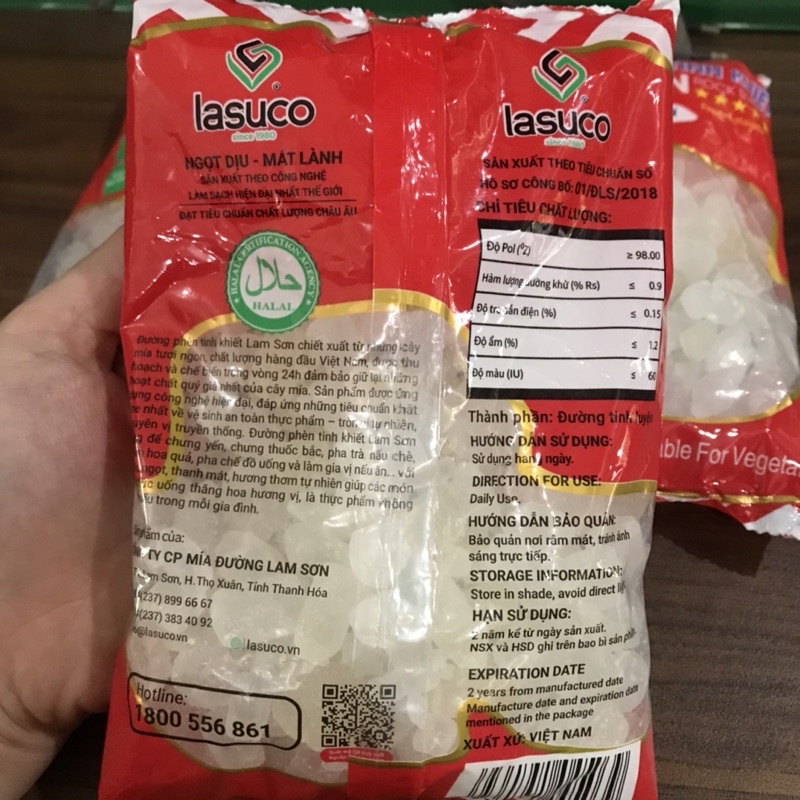 lasuco
since 1980
NGỌT DỊU - MÁT LÀNH
SẢN XUẤT THEO CÔNG NGHỆ
LÀM SẠCH HIỆN ĐẠI NHẤT THẾ GIỚI
ĐẠT TIÊU CHUẨN CHẤT LƯỢNG CHÂU ÂU
HALAL CERTIFICATION AGENCY
حلال
HALAL
Đường phèn tinh khiết Lam Sơn chiết xuất từ những cây
mía tươi ngon, chất lượng hàng đầu Việt Nam, được thu
hoạch và chế biến trong vòng 24h đảm bảo giữ lại những
hoạt chất quý giá nhất của cây mía. Sản phẩm được ứng
dụng công nghệ hiện đại, đáp ứng những tiêu chuẩn khắt
khe nhất về vệ sinh an toàn thực phẩm – tròn vị tự nhiên,
nguyên vị truyền thống. Đường phèn tinh khiết Lam Sơn
để chưng yến, chưng thuốc bắc, pha trà nấu chè,
hoa quả, pha chế đồ uống và làm gia vị nấu ăn... với
ngọt, thanh mát, hương thơm tự nhiên giúp các món
uống thăng hoa hương vị, là thực phẩm không
thiếu trong mỗi gia đình.
phẩm của:
TY CP MÍA ĐƯỜNG LAM SƠN
Lam Sơn, H. Thọ Xuân, Tỉnh Thanh Hóa
(237) 899 66 67
(237) 383 40 92
@lasuco.vn
lasuco.vn
Hotline:
1800 556 861
lasuco
since 1980
SẢN XUẤT THEO TIÊU CHUẨN SỐ
HỒ SƠ CÔNG BỐ: 01/ĐLS/2018
CHỈ TIÊU CHẤT LƯỢNG:
Độ Pol (ºZ) ≥ 98.00
Hàm lượng đường khử (% Rs) ≤ 0.9
Độ tro dẫn điện (%) ≤ 0.15
Độ ẩm (%) ≤ 1.2
Độ màu (IU) ≤ 60
Thành phần: Đường tinh luyện
HƯỚNG DẪN SỬ DỤNG:
Sử dụng hàng ngày.
DIRECTION FOR USE:
Daily Use.
HƯỚNG DẪN BẢO QUẢN:
Bảo quản nơi râm mát, tránh ánh
sáng trực tiếp.
STORAGE INFORMATION:
Store in shade, avoid direct
HẠN SỬ DỤNG:
2 năm kể từ ngày sản xuất.
NSX và HSD ghi trên bao bì sản phẩm
EXPIRATION DATE
2 years from manufactured date
Manufacture date and expiration date
mentioned in the package
XUẤT XỨ: VIỆT NAM
able For Vegeta